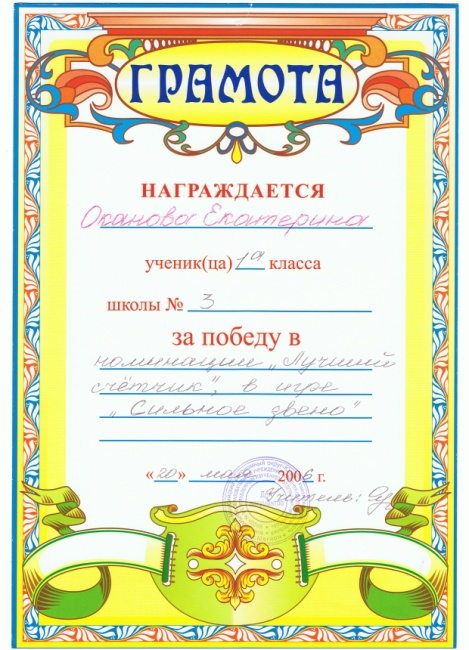 ГРАМОТА
НАГРАЖДАЕТСЯ
Оканова Екатерина
ученик(ца) 1а класса
школы № 3
за победу в
номинации „Лучший
счётчик", в игре
„Сильное звено"
«20» мая 2006 г.
Учитель: